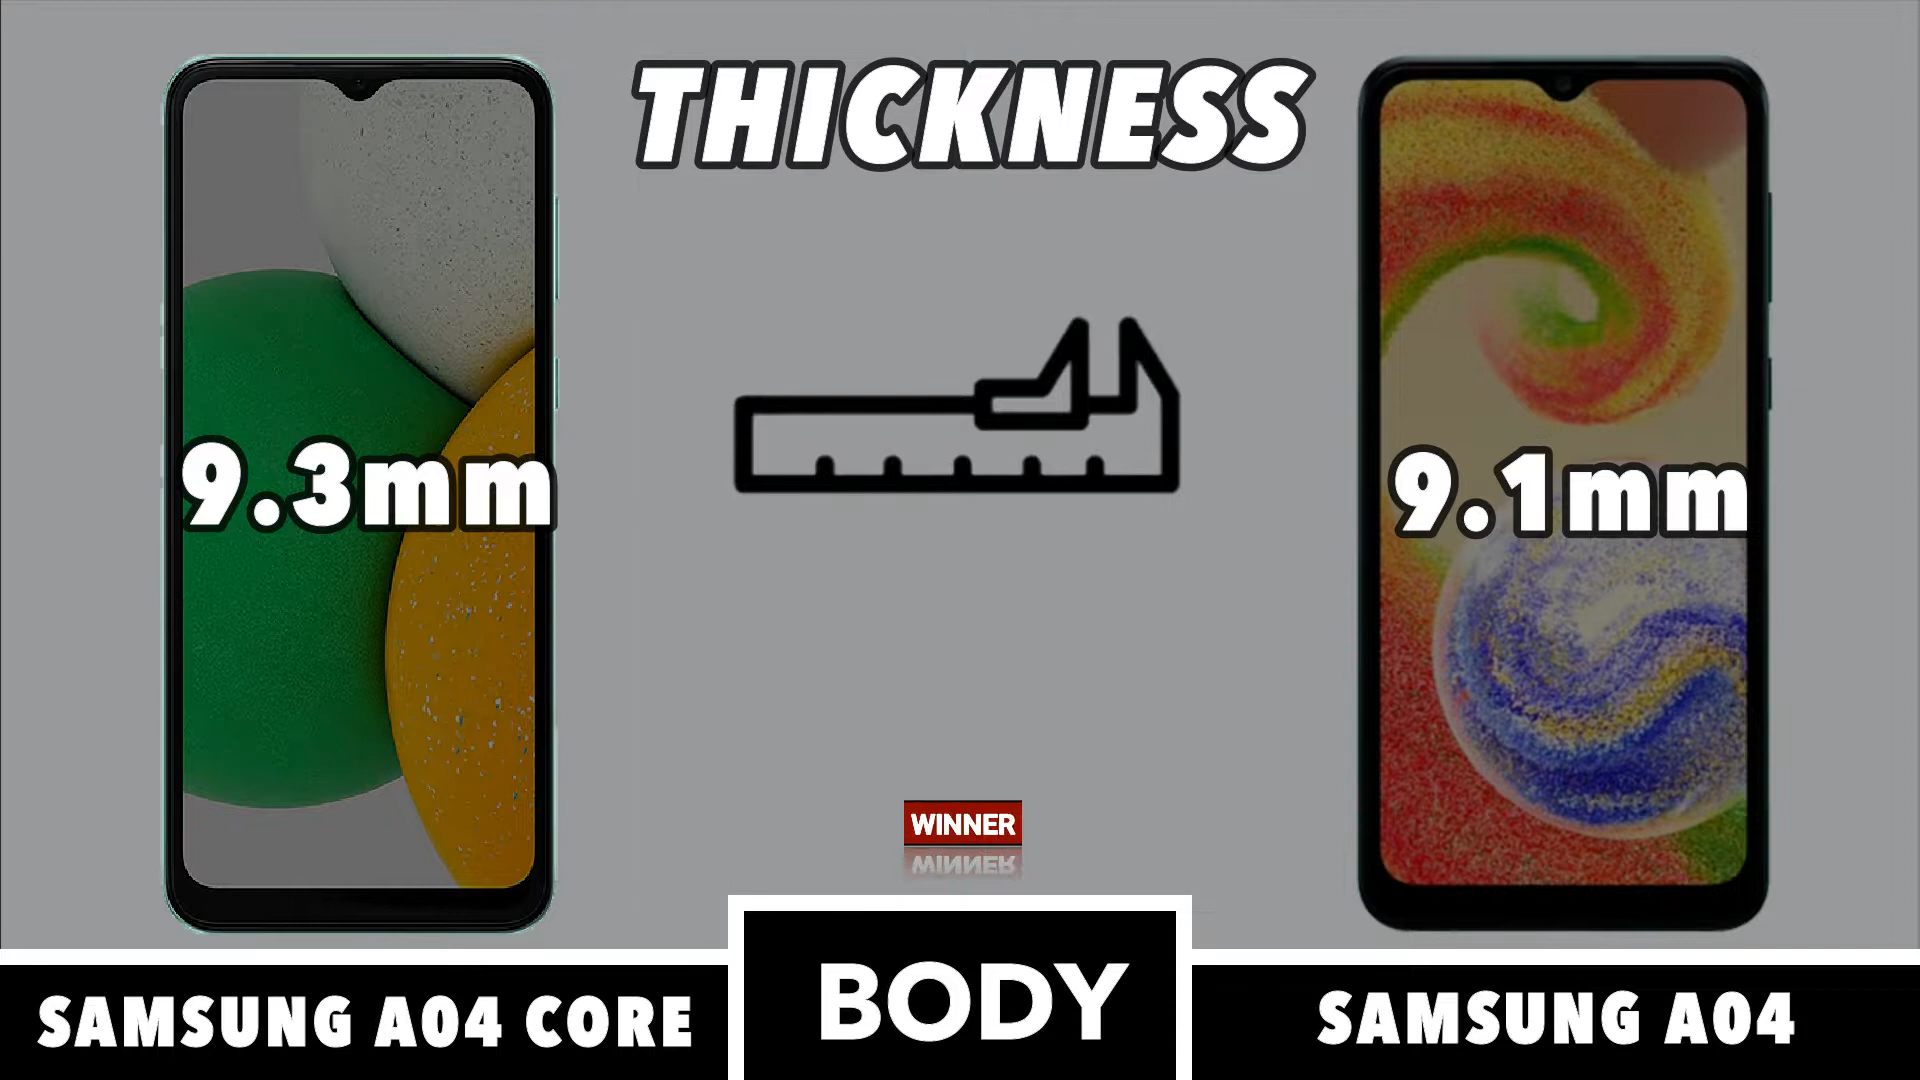 THICKNESS
9.3mm
9.1mm
WINNER
BODY
SAMSUNG A04 CORE
SAMSUNG A04